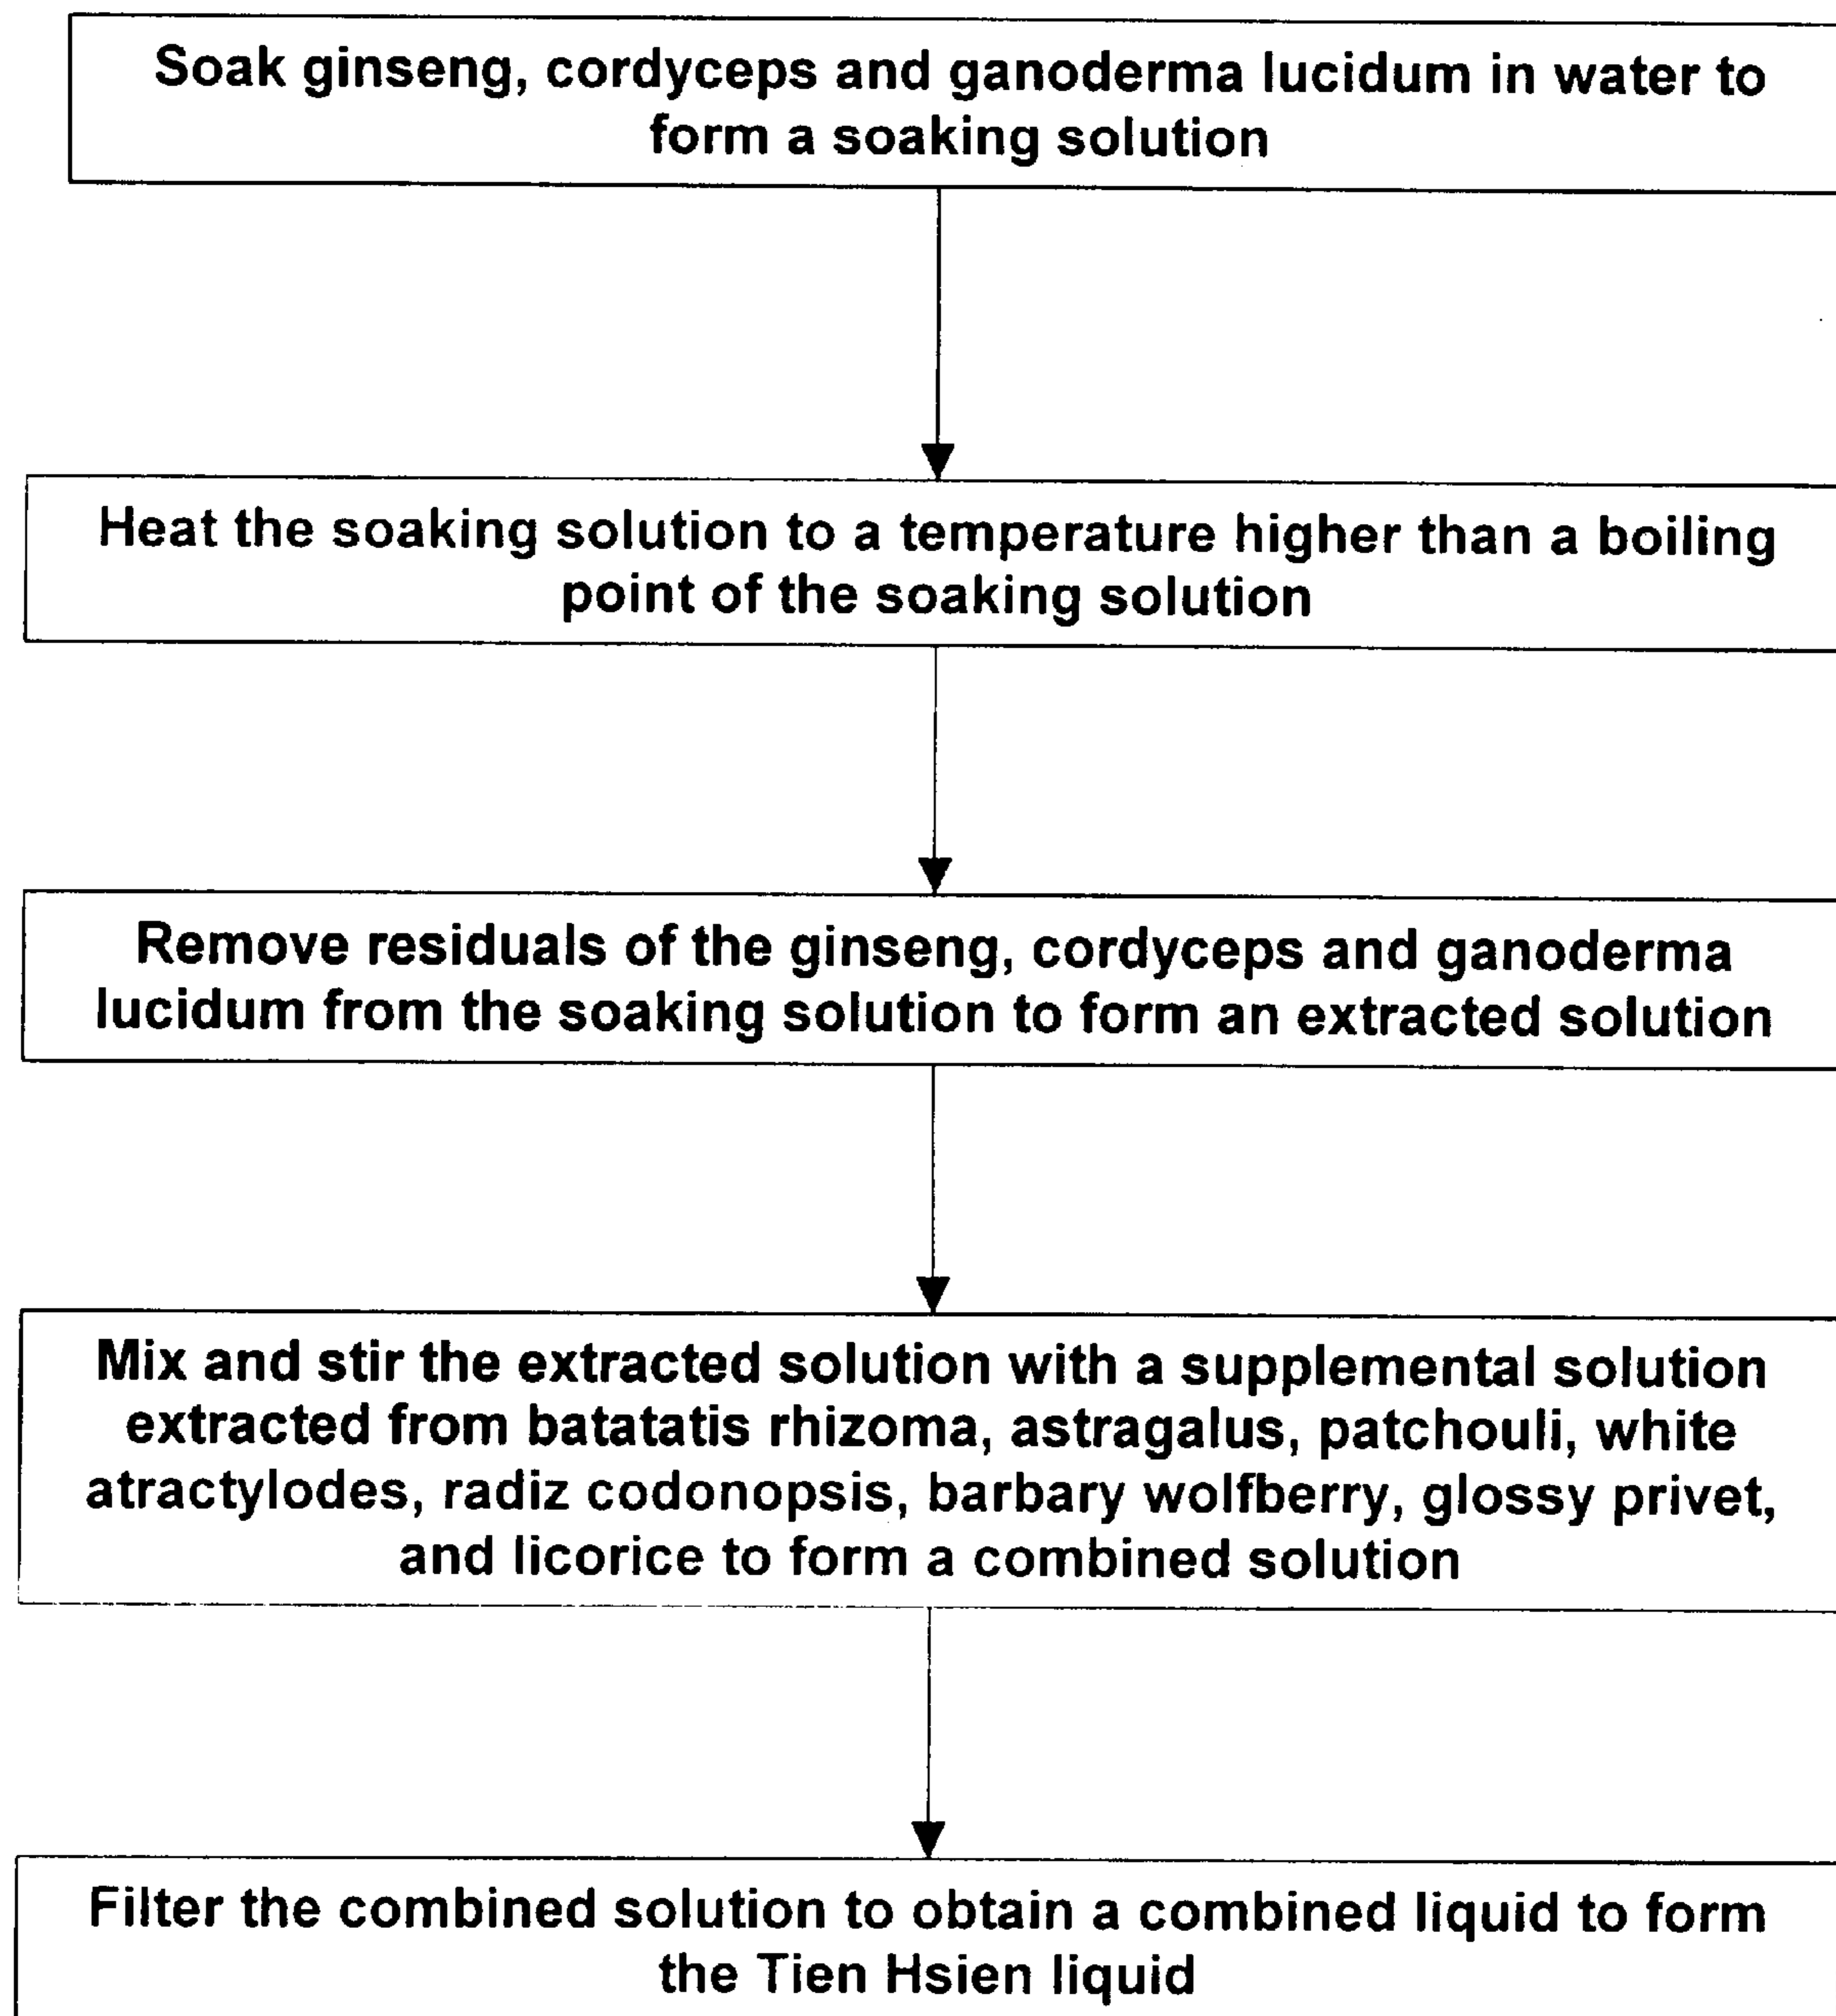 Soak ginseng, cordyceps and ganoderma lucidum in water to
form a soaking solution
Heat the soaking solution to a temperature higher than a boiling
point of the soaking solution
Remove residuals of the ginseng, cordyceps and ganoderma
lucidum from the soaking solution to form an extracted solution
Mix and stir the extracted solution with a supplemental solution
extracted from batatatis rhizoma, astragalus, patchouli, white
atractylodes, radiz codonopsis, barbary wolfberry, glossy privet,
and licorice to form a combined solution
Filter the combined solution to obtain a combined liquid to form
the Tien Hsien liquid